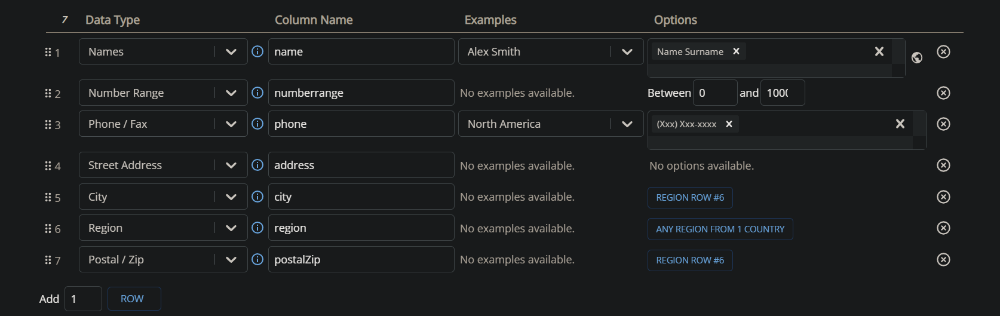 7 Data Type Column Name Examples Options
1 Names name Alex Smith Name Surname
2 Number Range numberrange No examples available. Between 0 and
3 Phone / Fax phone North America (Xxx) Xxx-xxxx
4 Street Address address No examples available. No options available.
5 City city No examples available. REGION ROW #6
6 Region region No examples available. ANY REGION FROM 1 COUNTRY
7 Postal / Zip postalZip No examples available. REGION ROW #6
Add 1 ROW